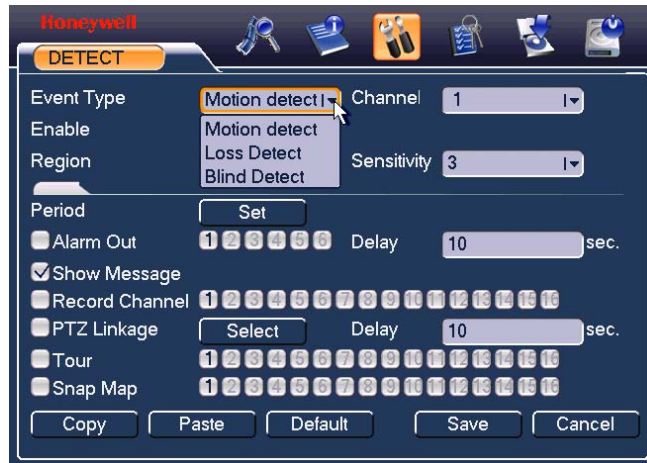 Honeywell
DETECT
Event Type Motion detect Channel 1
Enable Motion detect
Loss Detect
Region Sensitivity 3
Blind Detect
Period Set
Alarm Out 1 2 3 4 5 6 Delay 10 sec.
Show Message
Record Channel 1 2 3 4 5 6 7 8 9 10 11 12 13 14 15 16
PTZ Linkage Select Delay 10 sec.
Tour 1 2 3 4 5 6 7 8 9 10 11 12 13 14 15 16
Snap Map 1 2 3 4 5 6 7 8 9 10 11 12 13 14 15 16
Copy Paste Default Save Cancel